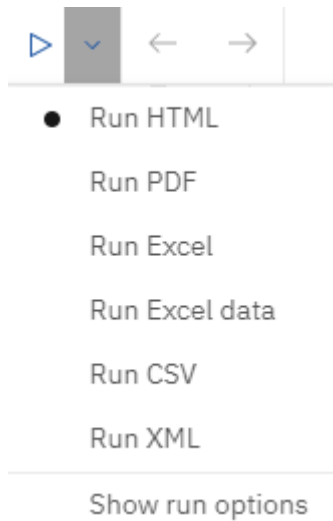 Run HTML
Run PDF
Run Excel
Run Excel data
Run CSV
Run XML
Show run options